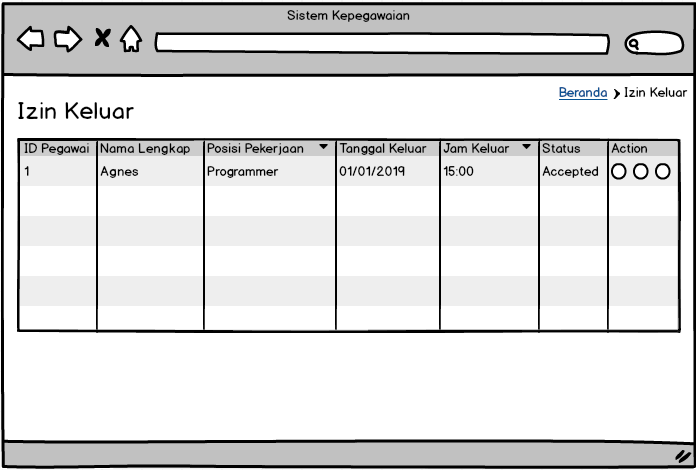 Sistem Kepegawaian
Beranda > Izin Keluar
Izin Keluar
ID Pegawai Nama Lengkap Posisi Pekerjaan Tanggal Keluar Jam Keluar Status Action
1 Agnes Programmer 01/01/2019 15:00 Accepted